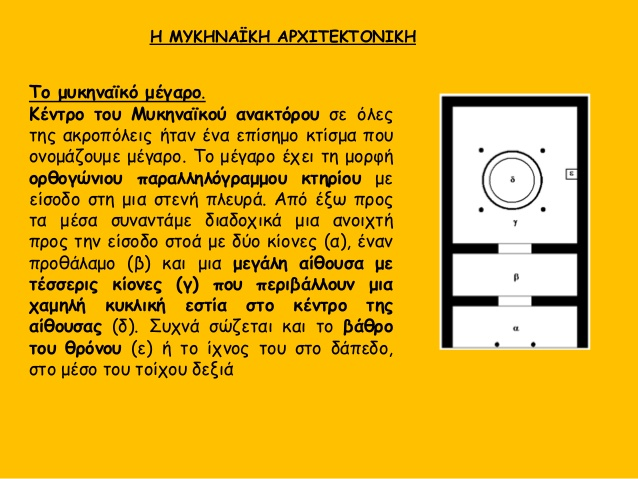 Η ΜΥΚΗΝΑΪΚΗ ΑΡΧΙΤΕΚΤΟΝΙΚΗ
Το μυκηναϊκό μέγαρο.
Κέντρο του Μυκηναϊκού ανακτόρου σε όλες
της ακροπόλεις ήταν ένα επίσημο κτίσμα που
ονομάζουμε μέγαρο. Το μέγαρο έχει τη μορφή
ορθογώνιου παραλληλόγραμμου κτηρίου με
είσοδο στη μια στενή πλευρά. Από έξω προς
τα μέσα συναντάμε διαδοχικά μια ανοιχτή
προς την είσοδο στοά με δύο κίονες (α), έναν
προθάλαμο (β) και μια μεγάλη αίθουσα με
τέσσερις κίονες (γ) που περιβάλλουν μια
χαμηλή κυκλική εστία στο κέντρο της
αίθουσας (δ). Συχνά σώζεται και το βάθρο
του θρόνου (ε) ή το ίχνος του στο δάπεδο,
στο μέσο του τοίχου δεξιά
δ
ε
γ
β
α